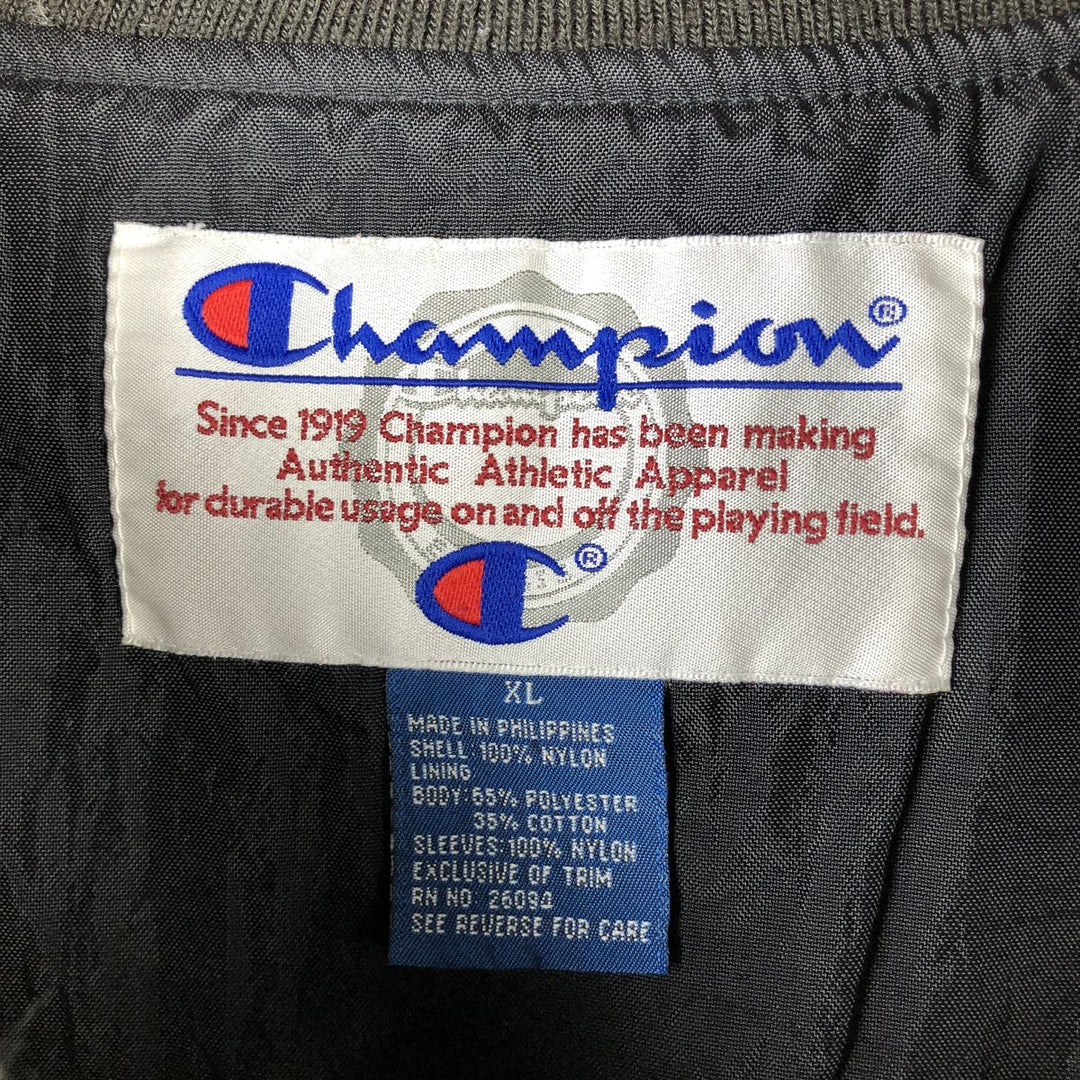 Champion®
Since 1919 Champion has been making
Authentic Athletic Apparel
for durable usage on and off the playing field.
C®
XL
MADE IN PHILIPPINES
SHELL 100% NYLON
LINING
BODY: 65% POLYESTER
35% COTTON
SLEEVES: 100% NYLON
EXCLUSIVE OF TRIM
RN NO. 26094
SEE REVERSE FOR CARE